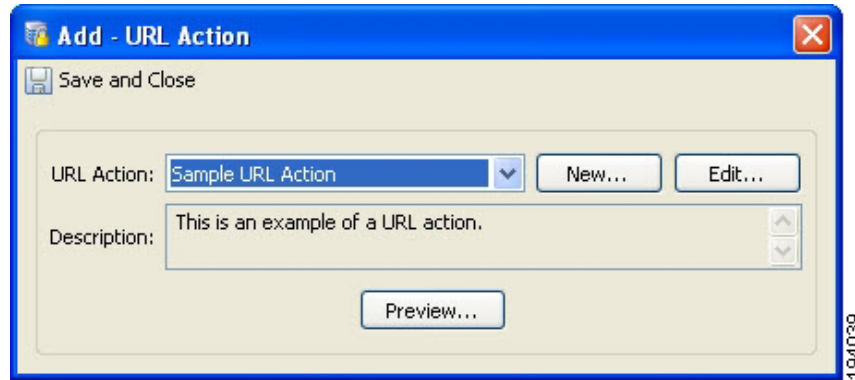 Add - URL Action
Save and Close
URL Action: Sample URL Action New... Edit...
Description: This is an example of a URL action.
Preview...
194039